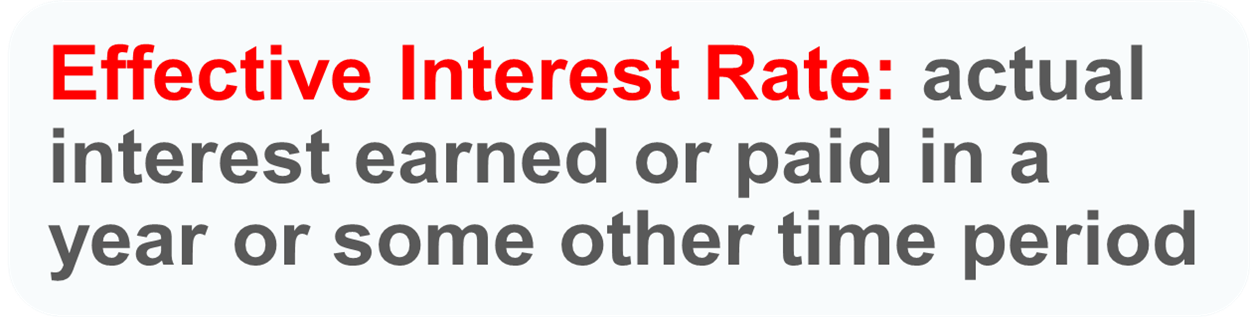 Effective Interest Rate: actual
interest earned or paid in a
year or some other time period